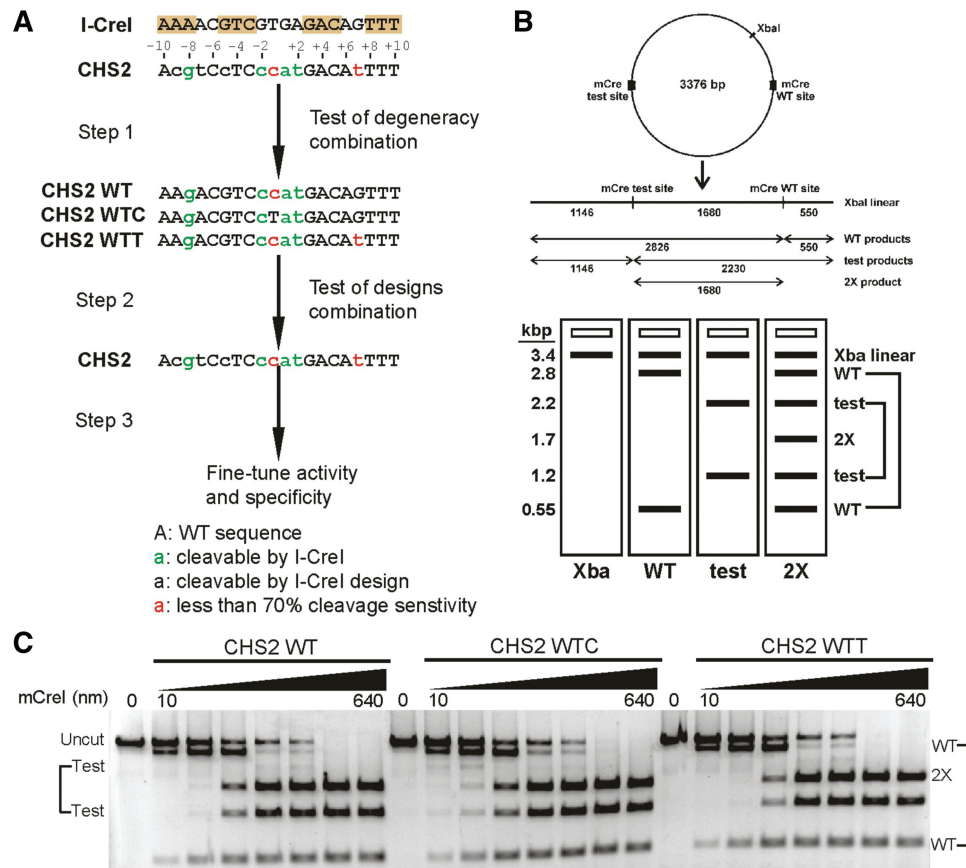 A
I-CreI AAAACGTCGTGAGACAGTTT
-10 -8 -6 -4 -2 +2 +4 +6 +8 +10
CHS2 AcgtCcTCccatGACAtTTT
Step 1
Test of degeneracy
combination
CHS2 WT AAgACGTCccatGACAGTTT
CHS2 WTC AAgACGTCcTatGACAGTTT
CHS2 WTT AAgACGTCccatGACAtTTT
Step 2
Test of designs
combination
CHS2 AcgtCcTCccatGACAtTTT
Step 3
Fine-tune activity
and specificity
A: WT sequence
a: cleavable by I-CreI
a: cleavable by I-CreI design
a: less than 70% cleavage senstivity
B
XbaI
mCre
test site
3376 bp
mCre
WT site
mCre test site mCre WT site
1146 1680 550 XbaI linear
2826 550 WT products
1146 2230 test products
1680 2X product
kbp
3.4 Xba linear
2.8 WT
2.2 test
1.7 2X
1.2 test
0.55 WT
Xba WT test 2X
C
CHS2 WT CHS2 WTC CHS2 WTT
mCreI (nm) 0 10 640 0 10 640 0 10 640
Uncut WT
Test 2X
Test
WT